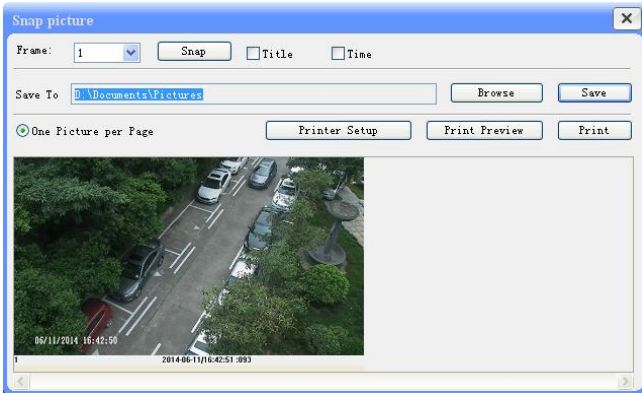 Snap picture
Frame: 1 Snap Title Time
Save To D:\Documents\Pictures Browse Save
One Picture per Page Printer Setup Print Preview Print
06/11/2014 16:42:50
1 2014-06-11/16:42:51 :093